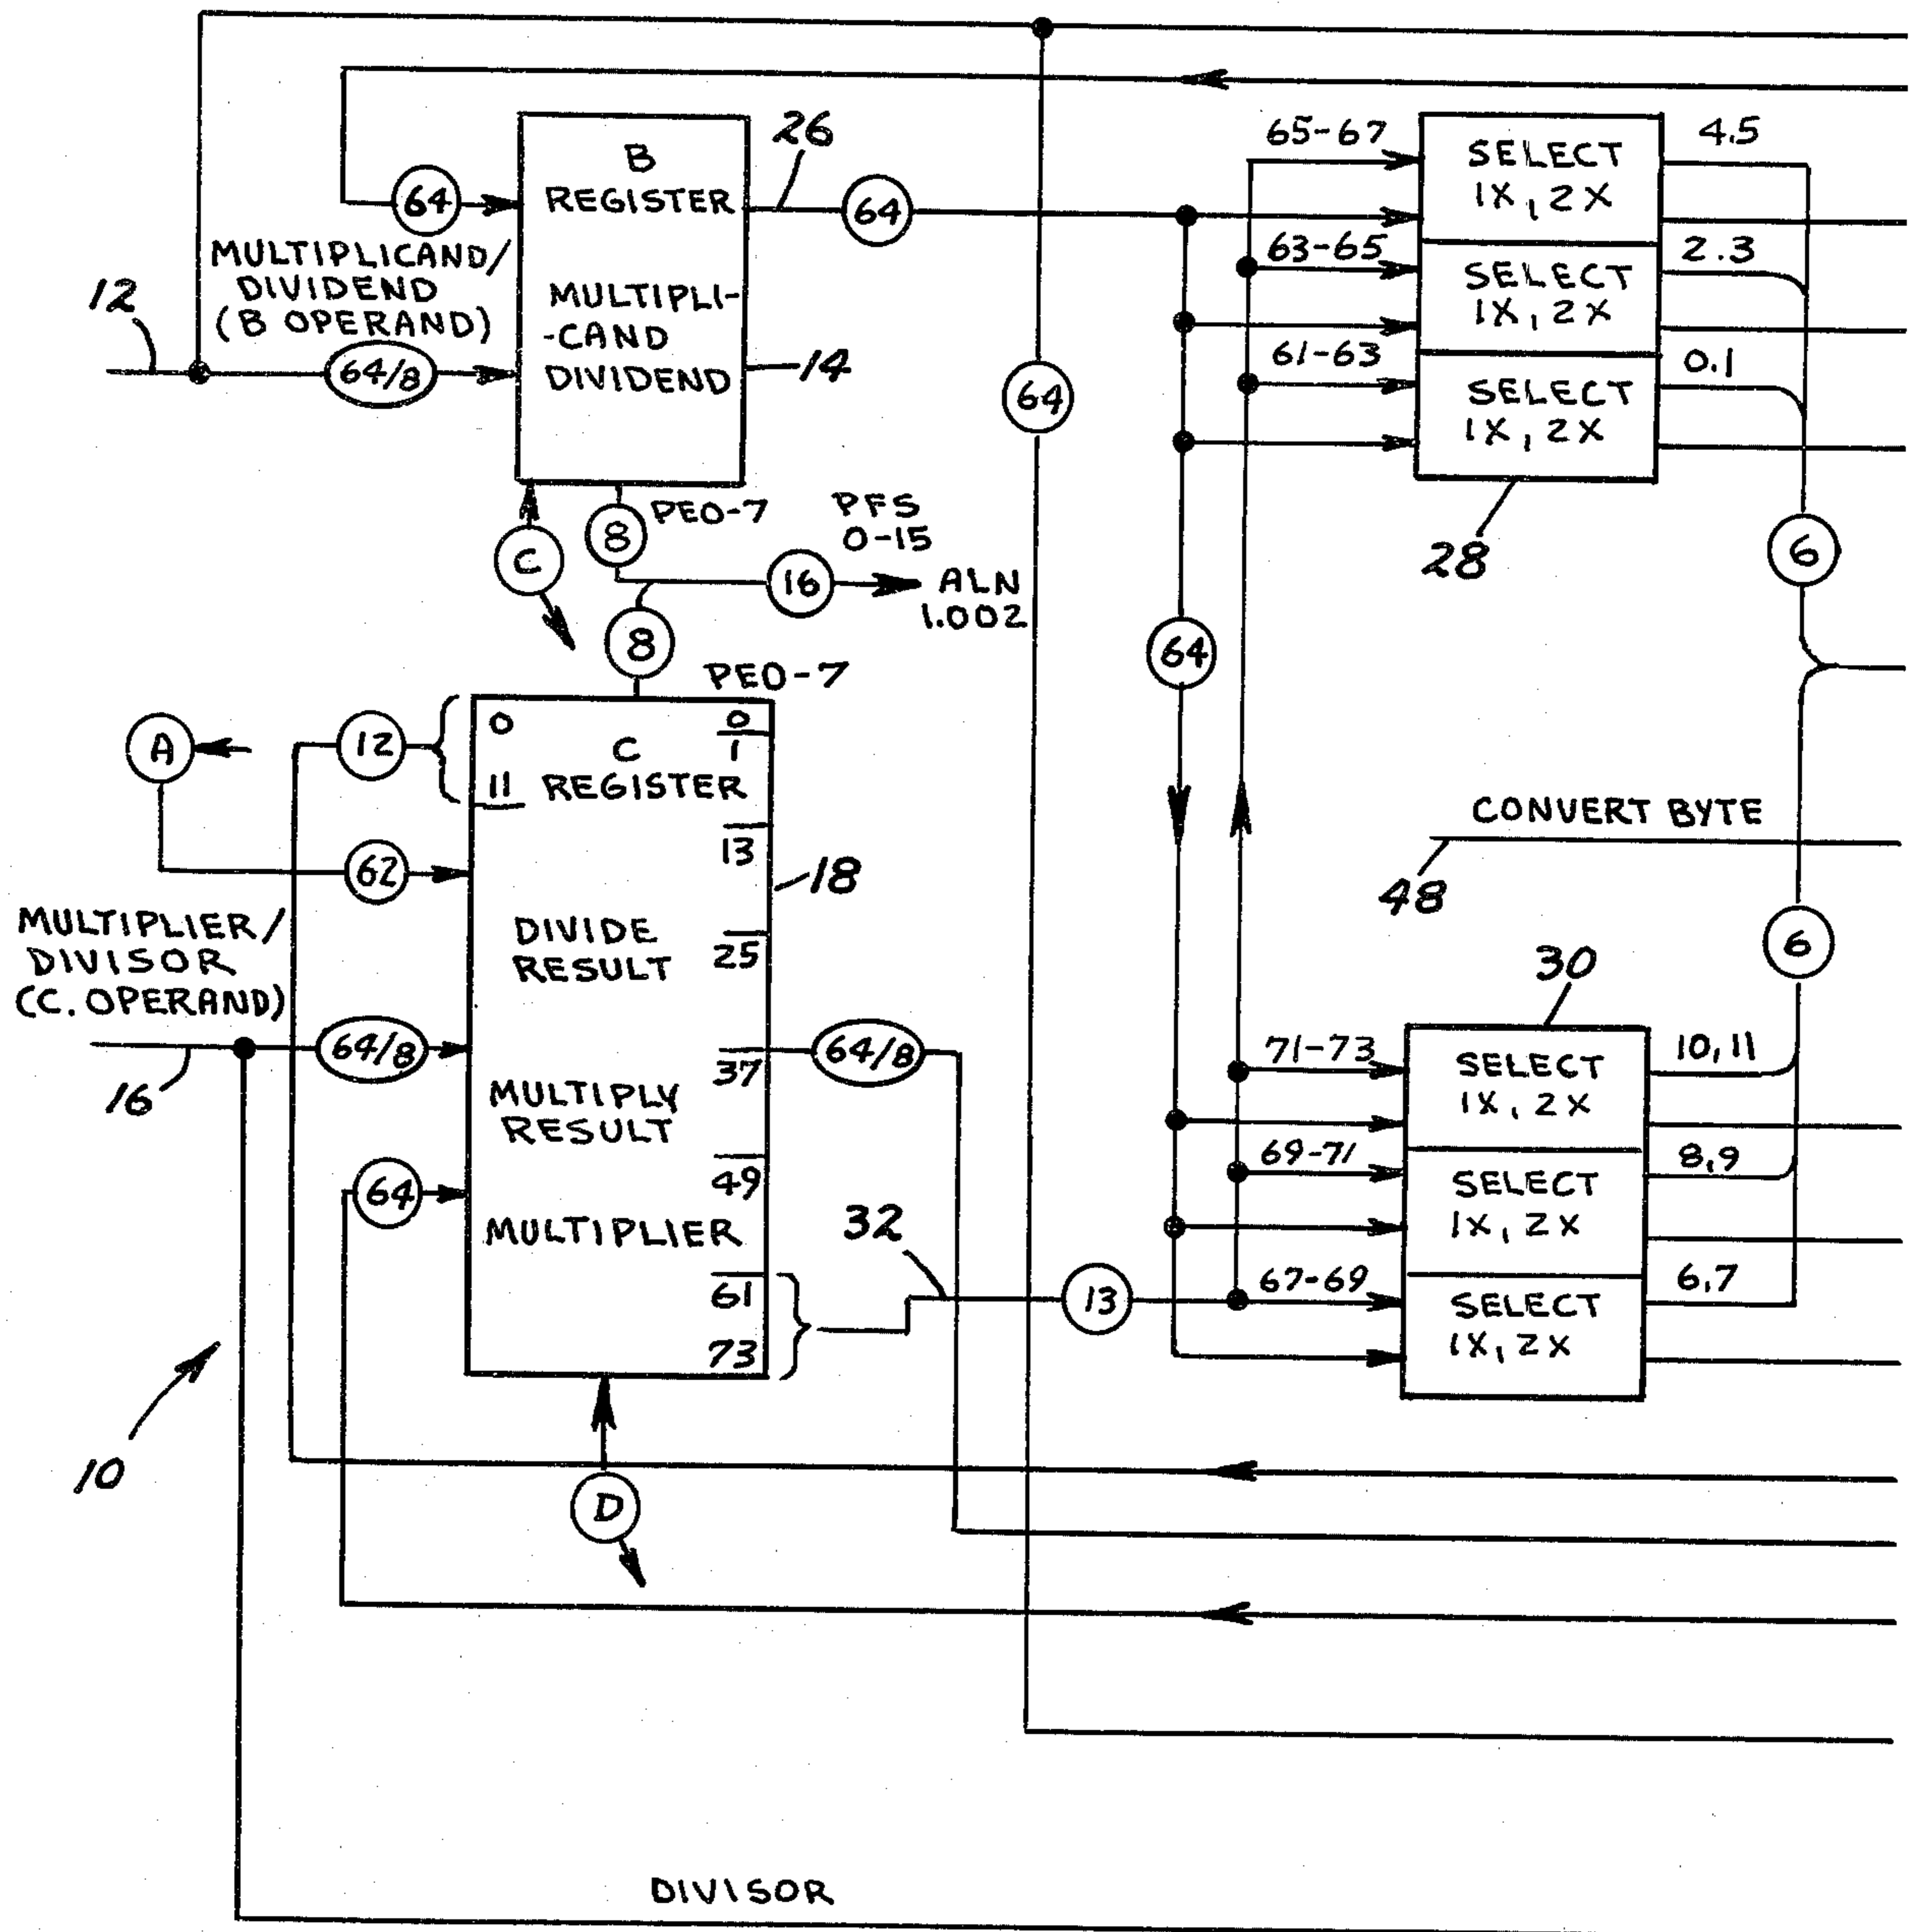 B
REGISTER
MULTIPLI-
-CAND
DIVIDEND
26
64
64
MULTIPLICAND/
DIVIDEND
(B OPERAND)
12
64/8
14
64
65-67
SELECT
1X, 2X
4.5
63-65
SELECT
1X, 2X
2.3
61-63
SELECT
1X, 2X
0.1
28
6
C
8
PE0-7
PFS
0-15
16
ALN
1.002
8
PE0-7
64
A
12
0
11
C
REGISTER
0
1
13
62
18
CONVERT BYTE
48
MULTIPLIER/
DIVISOR
(C. OPERAND)
DIVIDE
RESULT
25
6
30
16
64/8
37
64/8
MULTIPLY
RESULT
49
64
MULTIPLIER
61
73
32
13
71-73
SELECT
1X, 2X
10, 11
69-71
SELECT
1X, 2X
8,9
67-69
SELECT
1X, 2X
6,7
10
D
DIVISOR